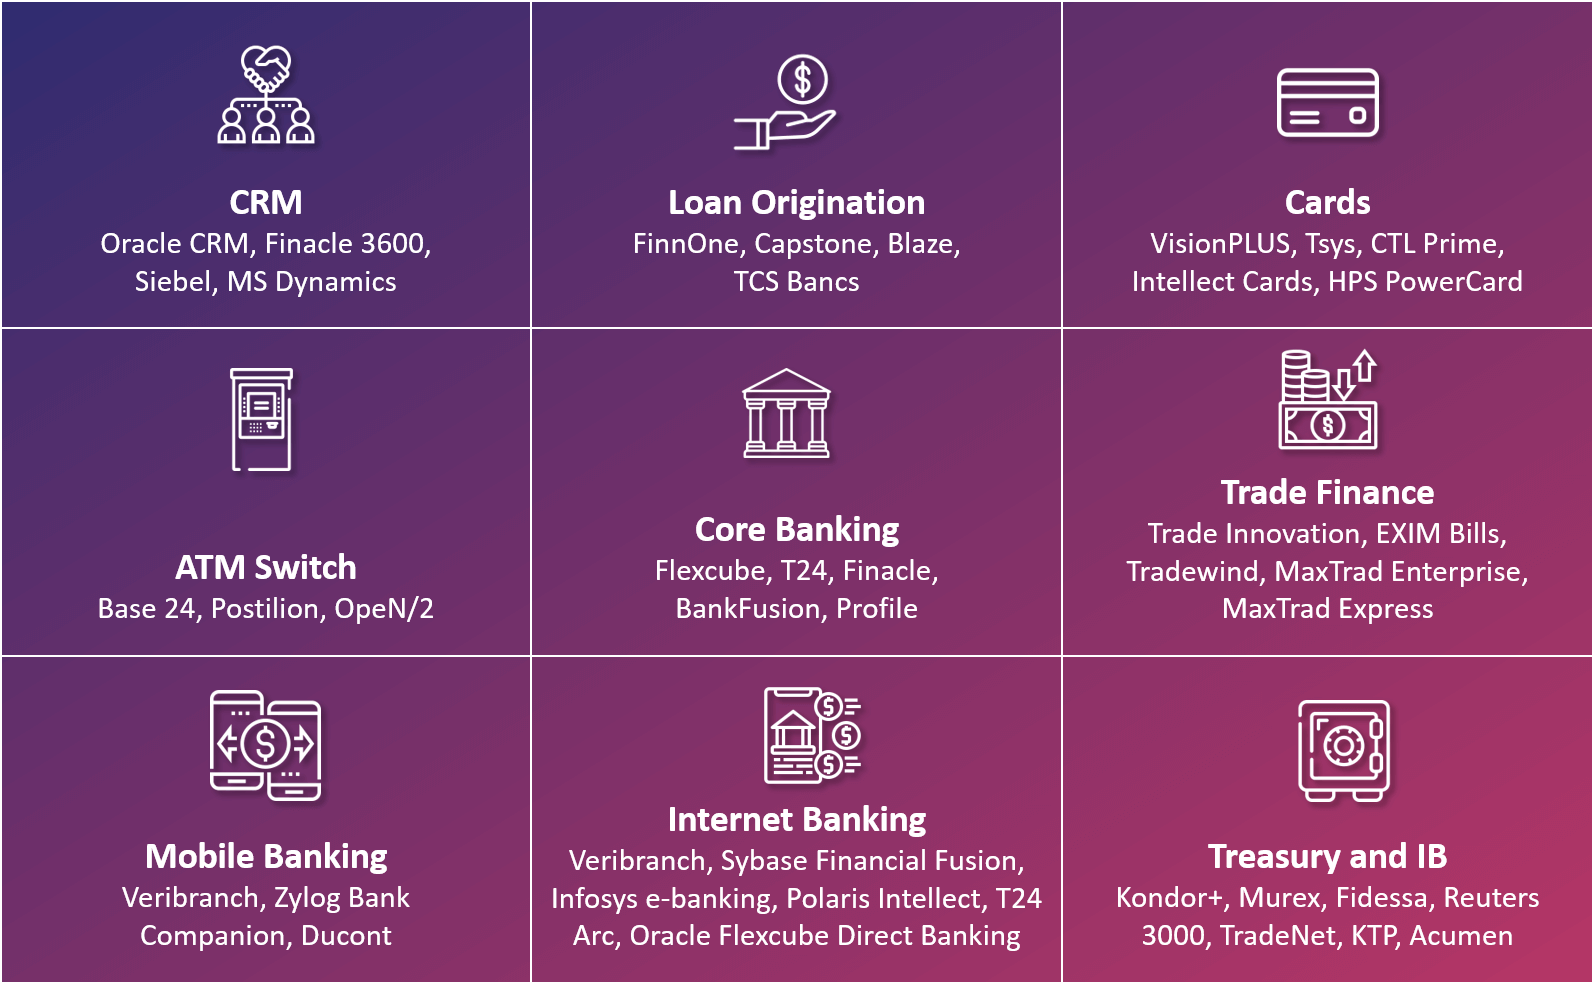 CRM
Oracle CRM, Finacle 3600,
Siebel, MS Dynamics
Loan Origination
FinnOne, Capstone, Blaze,
TCS Bancs
Cards
VisionPLUS, Tsys, CTL Prime,
Intellect Cards, HPS PowerCard
ATM Switch
Base 24, Postilion, OpeN/2
Core Banking
Flexcube, T24, Finacle,
BankFusion, Profile
Trade Finance
Trade Innovation, EXIM Bills,
Tradewind, MaxTrad Enterprise,
MaxTrad Express
Mobile Banking
Veribranch, Zylog Bank
Companion, Ducont
Internet Banking
Veribranch, Sybase Financial Fusion,
Infosys e-banking, Polaris Intellect, T24
Arc, Oracle Flexcube Direct Banking
Treasury and IB
Kondor+, Murex, Fidessa, Reuters
3000, TradeNet, KTP, Acumen